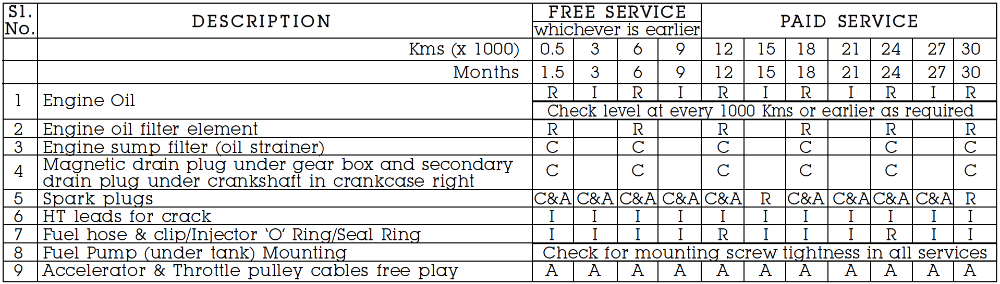 Sl. No. DESCRIPTION FREE SERVICE whichever is earlier PAID SERVICE
Kms (x 1000) 0.5 3 6 9 12 15 18 21 24 27 30
Months 1.5 3 6 9 12 15 18 21 24 27 30
1 Engine Oil R I R I R I R I R I R
Check level at every 1000 Kms or earlier as required
2 Engine oil filter element R R R R R R
3 Engine sump filter (oil strainer) C C C C C C
4 Magnetic drain plug under gear box and secondary
drain plug under crankshaft in crankcase right C C C C C C
5 Spark plugs C&A C&A C&A C&A C&A R C&A C&A C&A C&A R
6 HT leads for crack I I I I I I I I I I I
7 Fuel hose & clip/Injector ‘O’ Ring/Seal Ring I I I I R I I I R I I
8 Fuel Pump (under tank) Mounting Check for mounting screw tightness in all services
9 Accelerator & Throttle pulley cables free play A A A A A A A A A A A